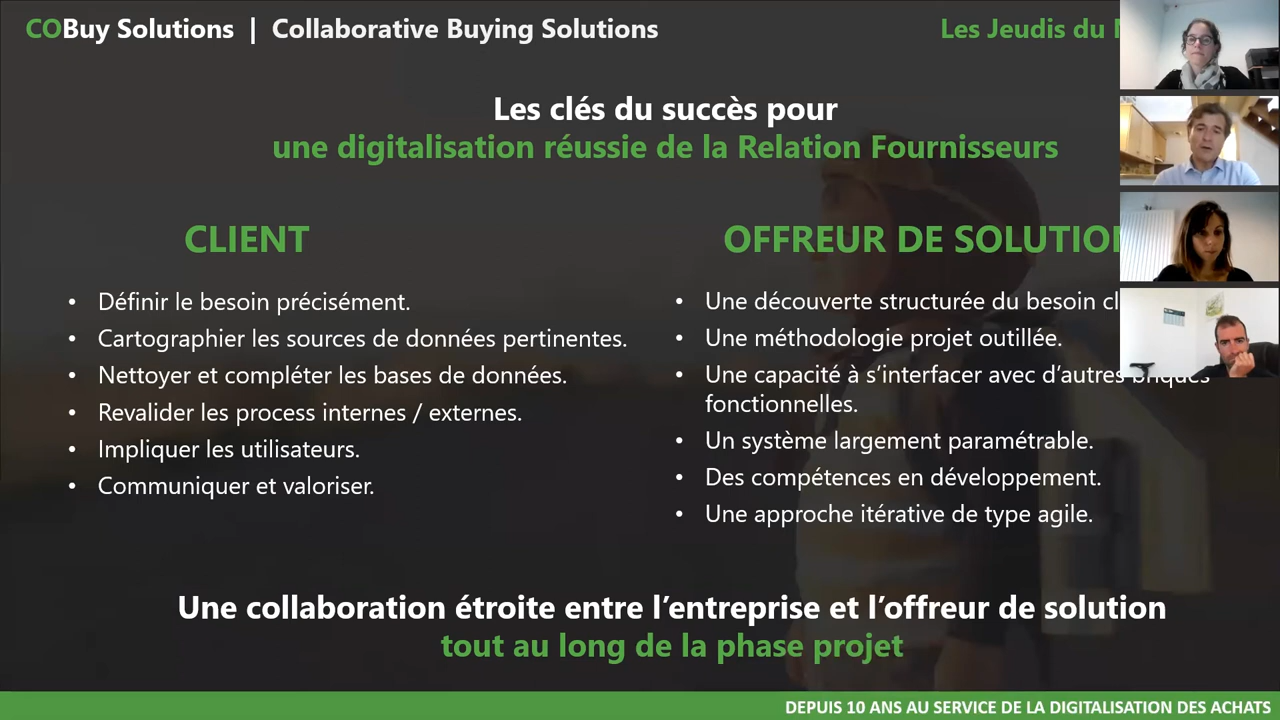 COBuy Solutions | Collaborative Buying Solutions
Les Jeudis du
Les clés du succès pour
une digitalisation réussie de la Relation Fournisseurs
CLIENT
• Définir le besoin précisément.
• Cartographier les sources de données pertinentes.
• Nettoyer et compléter les bases de données.
• Revalider les process internes / externes.
• Impliquer les utilisateurs.
• Communiquer et valoriser.
OFFREUR DE SOLUTION
• Une découverte structurée du besoin
• Une méthodologie projet outillée.
• Une capacité à s’interfacer avec d’autres briques
fonctionnelles.
• Un système largement paramétrable.
• Des compétences en développement.
• Une approche itérative de type agile.
Une collaboration étroite entre l’entreprise et l’offreur de solution
tout au long de la phase projet
DEPUIS 10 ANS AU SERVICE DE LA DIGITALISATION DES ACHATS